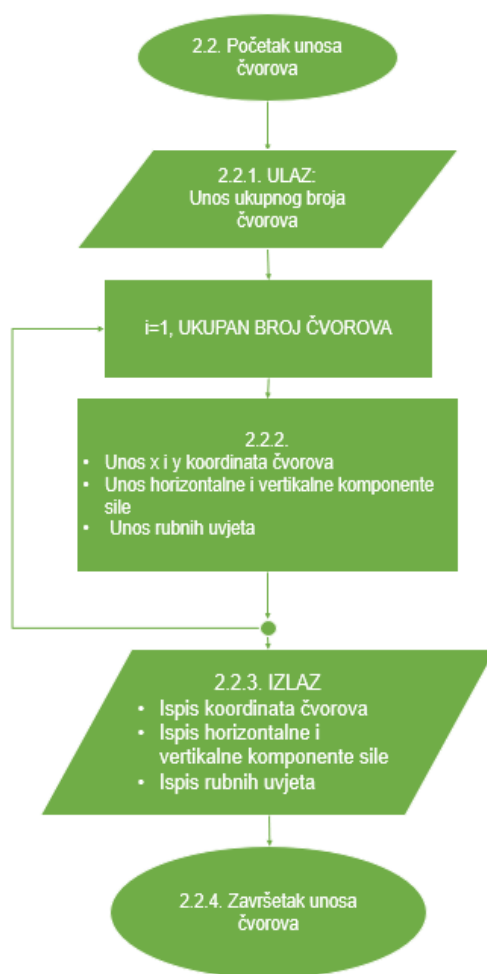 2.2. Početak unosa
čvorova
2.2.1. ULAZ:
Unos ukupnog broja
čvorova
i=1, UKUPAN BROJ ČVOROVA
2.2.2.
• Unos x i y koordinata čvorova
• Unos horizontalne i vertikalne komponente
sile
• Unos rubnih uvjeta
2.2.3. IZLAZ
• Ispis koordinata čvorova
• Ispis horizontalne i
vertikalne komponente sile
• Ispis rubnih uvjeta
2.2.4. Završetak unosa
čvorova